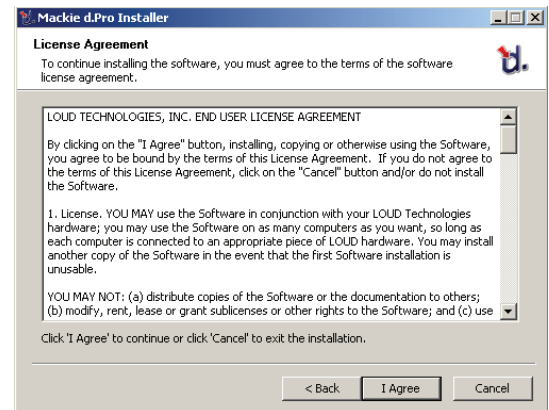 Mackie d.Pro Installer
License Agreement
To continue installing the software, you must agree to the terms of the software
license agreement.
d.
LOUD TECHNOLOGIES, INC. END USER LICENSE AGREEMENT
By clicking on the "I Agree" button, installing, copying or otherwise using the Software,
you agree to be bound by the terms of this License Agreement.  If you do not agree to
the terms of this License Agreement, click on the "Cancel" button and/or do not install
the Software.
1. License. YOU MAY use the Software in conjunction with your LOUD Technologies
hardware; you may use the Software on as many computers as you want, so long as
each computer is connected to an appropriate piece of LOUD hardware. You may install
another copy of the Software in the event that the first Software installation is
unusable.
YOU MAY NOT: (a) distribute copies of the Software or the documentation to others;
(b) modify, rent, lease or grant sublicenses or other rights to the Software; and (c) use
Click 'I Agree' to continue or click 'Cancel' to exit the installation.
< Back
I Agree
Cancel